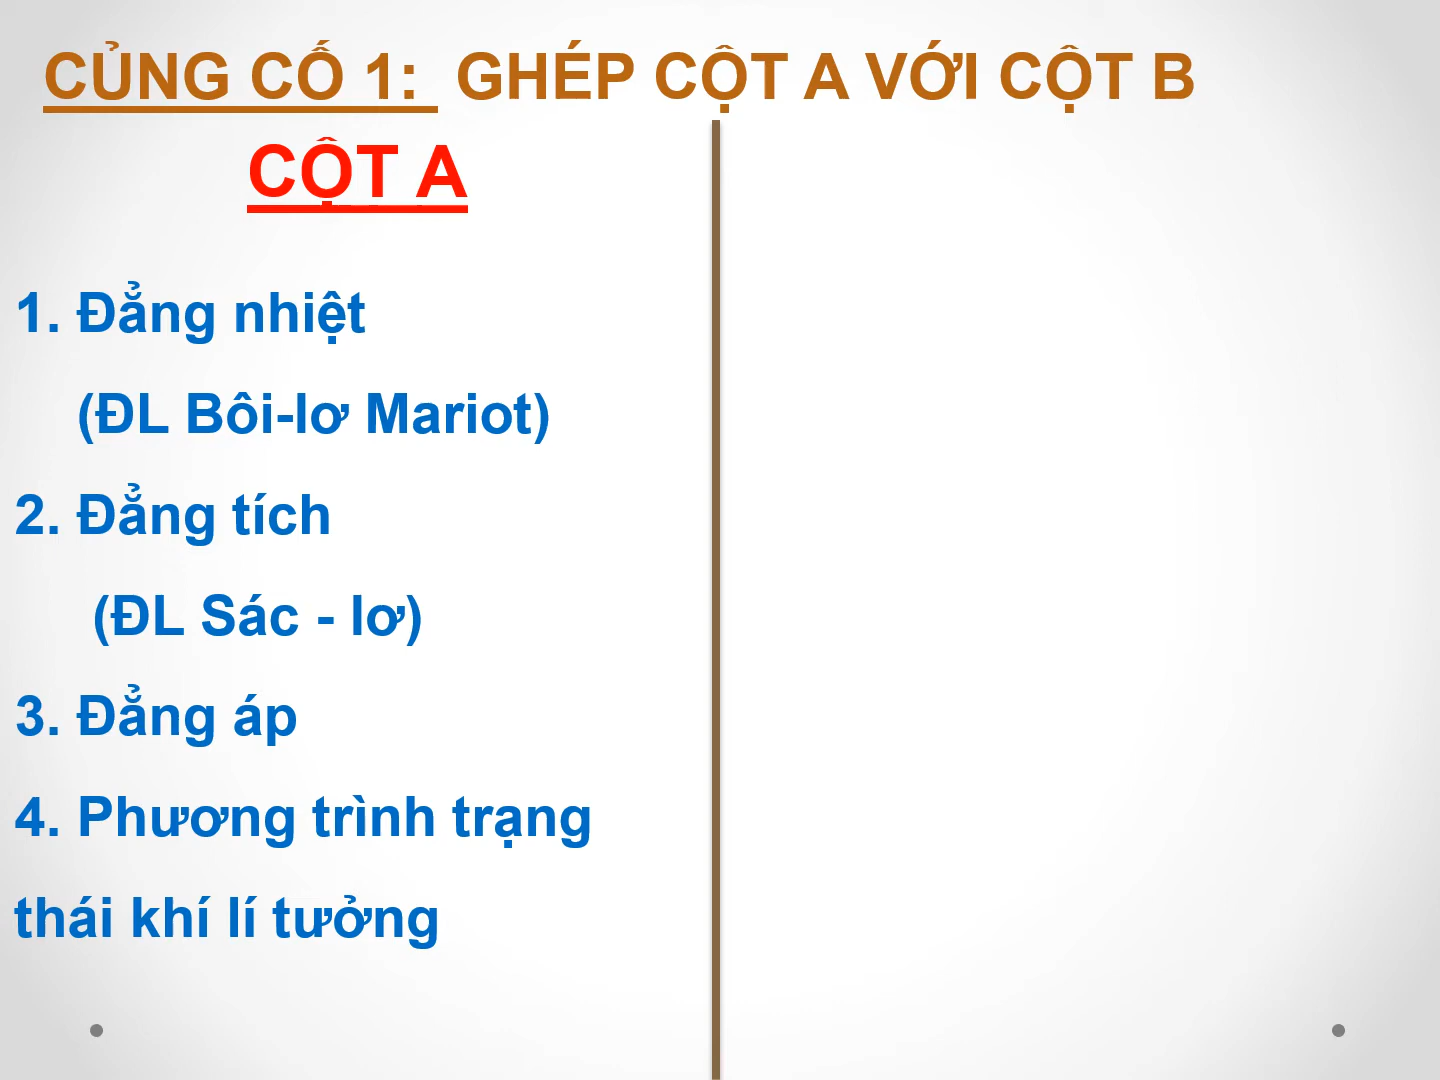 CỦNG CỐ 1: GHÉP CỘT A VỚI CỘT B
CỘT A
1. Đẳng nhiệt
(ĐL Bôi-lơ Mariot)
2. Đẳng tích
(ĐL Sác - lơ)
3. Đẳng áp
4. Phương trình trạng
thái khí lí tưởng